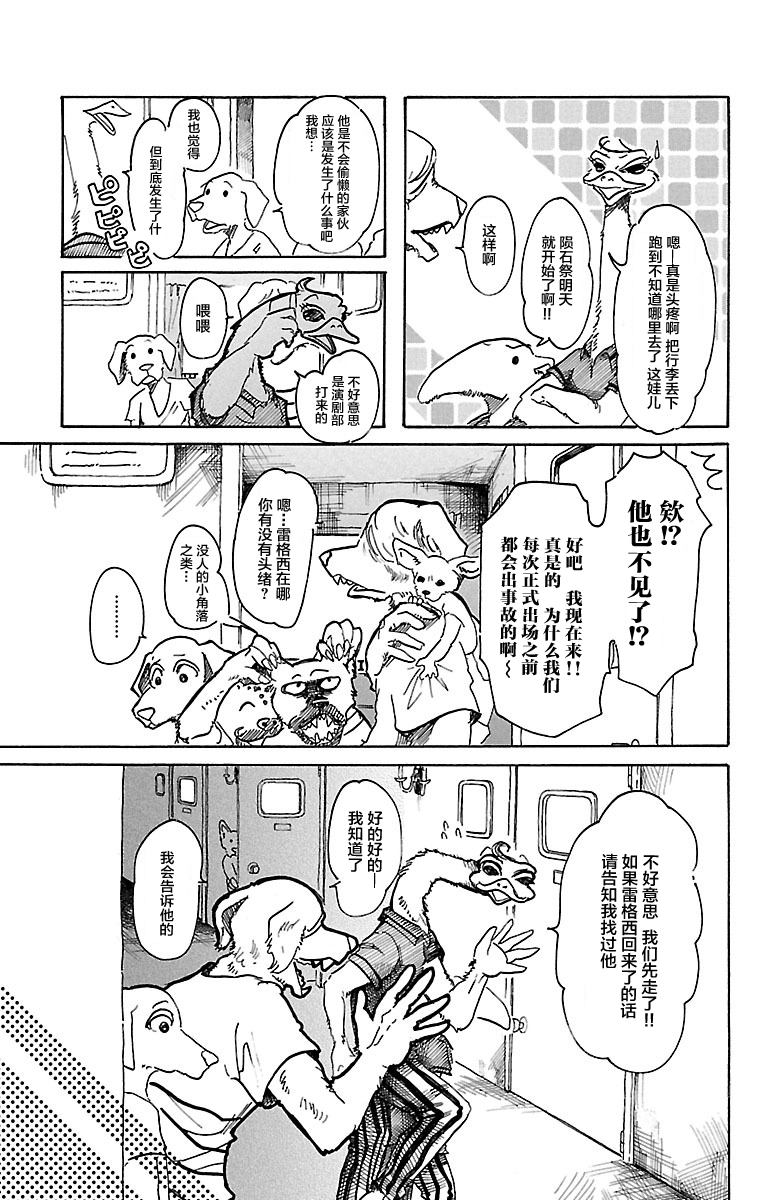 嗯—真是头疼啊 把行李丢下
跑到不知道哪里去了 这娃儿
陨石祭明天
就开始了啊!!
这样啊
他是不会偷懒的家伙
应该是发生了什么事吧
我想…
我也觉得
但到底发生了什
ピピピピ
不好意思
是演剧部
打来的
喂喂
欸!?
他也不见了!?
好吧 我现在来!!
真是的 为什么我们
每次正式出场之前
都会出事故的啊～
嗯…雷格西在哪
你有没有头绪?
没人的小角落
之类…
………
不好意思 我们先走了!!
如果雷格西回来了的话
请告知我找过他
好的好的—
我知道了
我会告诉他的